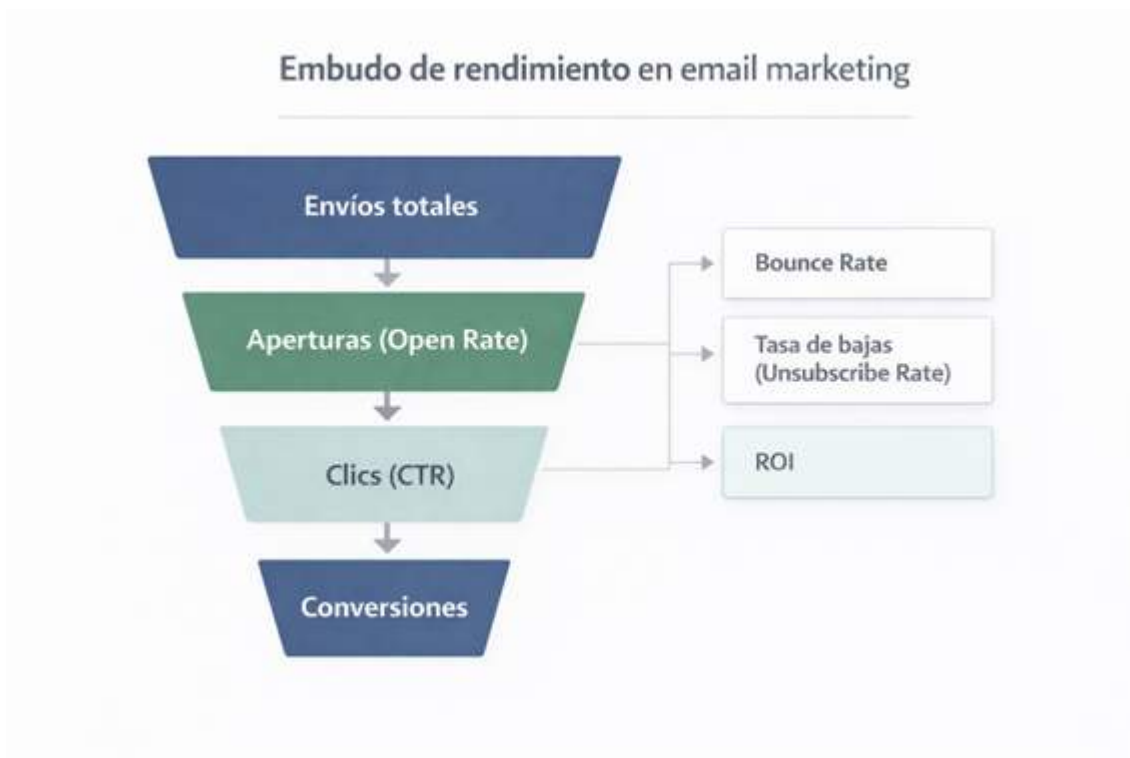 Embudo de rendimiento en email marketing
Envíos totales
Aperturas (Open Rate)
Clics (CTR)
Conversiones
Bounce Rate
Tasa de bajas
(Unsubscribe Rate)
ROI